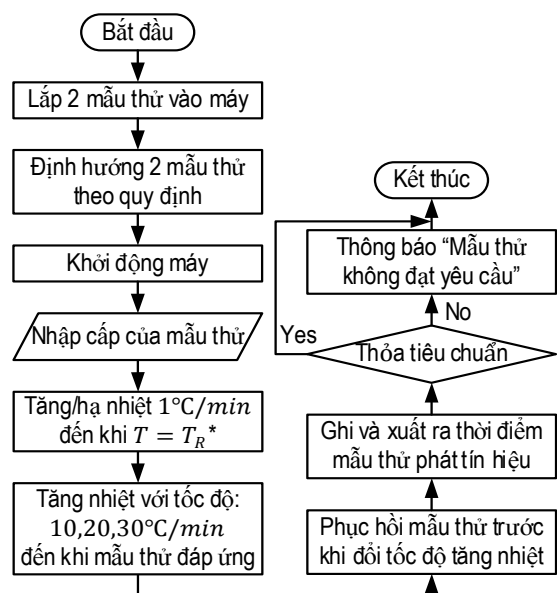 Bắt đầu
Lắp 2 mẫu thử vào máy
Định hướng 2 mẫu thử
theo quy định
Khởi động máy
Nhập cấp của mẫu thử
Tăng/hạ nhiệt 1°C/min
đến khi T = T_R*
Tăng nhiệt với tốc độ:
10,20,30°C/min
đến khi mẫu thử đáp ứng
Phục hồi mẫu thử trước
khi đổi tốc độ tăng nhiệt
Ghi và xuất ra thời điểm
mẫu thử phát tín hiệu
Thỏa tiêu chuẩn
Yes
No
Thông báo “Mẫu thử
không đạt yêu cầu”
Kết thúc